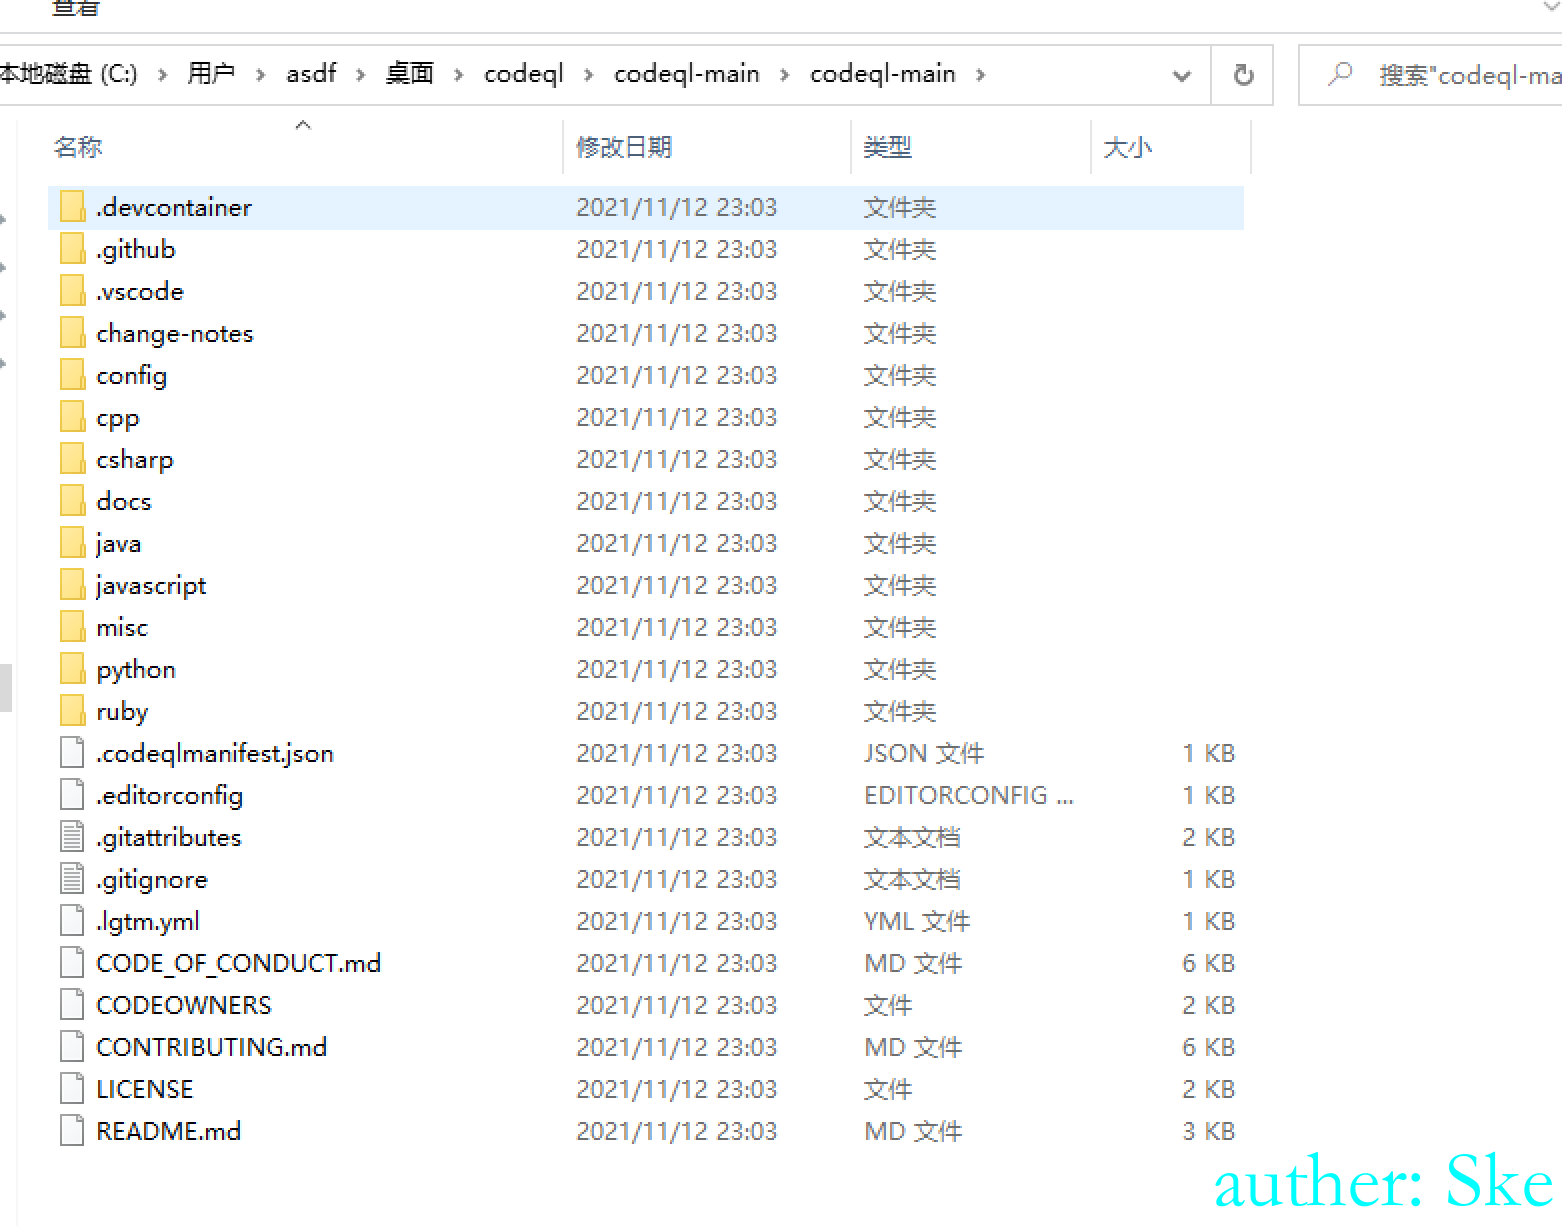 查看
本地磁盘 (C:) > 用户 > asdf > 桌面 > codeql > codeql-main > codeql-main > 搜索"codeql-ma
名称 修改日期 类型 大小
.devcontainer 2021/11/12 23:03 文件夹
.github 2021/11/12 23:03 文件夹
.vscode 2021/11/12 23:03 文件夹
change-notes 2021/11/12 23:03 文件夹
config 2021/11/12 23:03 文件夹
cpp 2021/11/12 23:03 文件夹
csharp 2021/11/12 23:03 文件夹
docs 2021/11/12 23:03 文件夹
java 2021/11/12 23:03 文件夹
javascript 2021/11/12 23:03 文件夹
misc 2021/11/12 23:03 文件夹
python 2021/11/12 23:03 文件夹
ruby 2021/11/12 23:03 文件夹
.codeqlmanifest.json 2021/11/12 23:03 JSON 文件 1 KB
.editorconfig 2021/11/12 23:03 EDITORCONFIG ... 1 KB
.gitattributes 2021/11/12 23:03 文本文档 2 KB
.gitignore 2021/11/12 23:03 文本文档 1 KB
.lgtm.yml 2021/11/12 23:03 YML 文件 1 KB
CODE_OF_CONDUCT.md 2021/11/12 23:03 MD 文件 6 KB
CODEOWNERS 2021/11/12 23:03 文件 2 KB
CONTRIBUTING.md 2021/11/12 23:03 MD 文件 6 KB
LICENSE 2021/11/12 23:03 文件 2 KB
README.md 2021/11/12 23:03 MD 文件 3 KB
auther: Ske